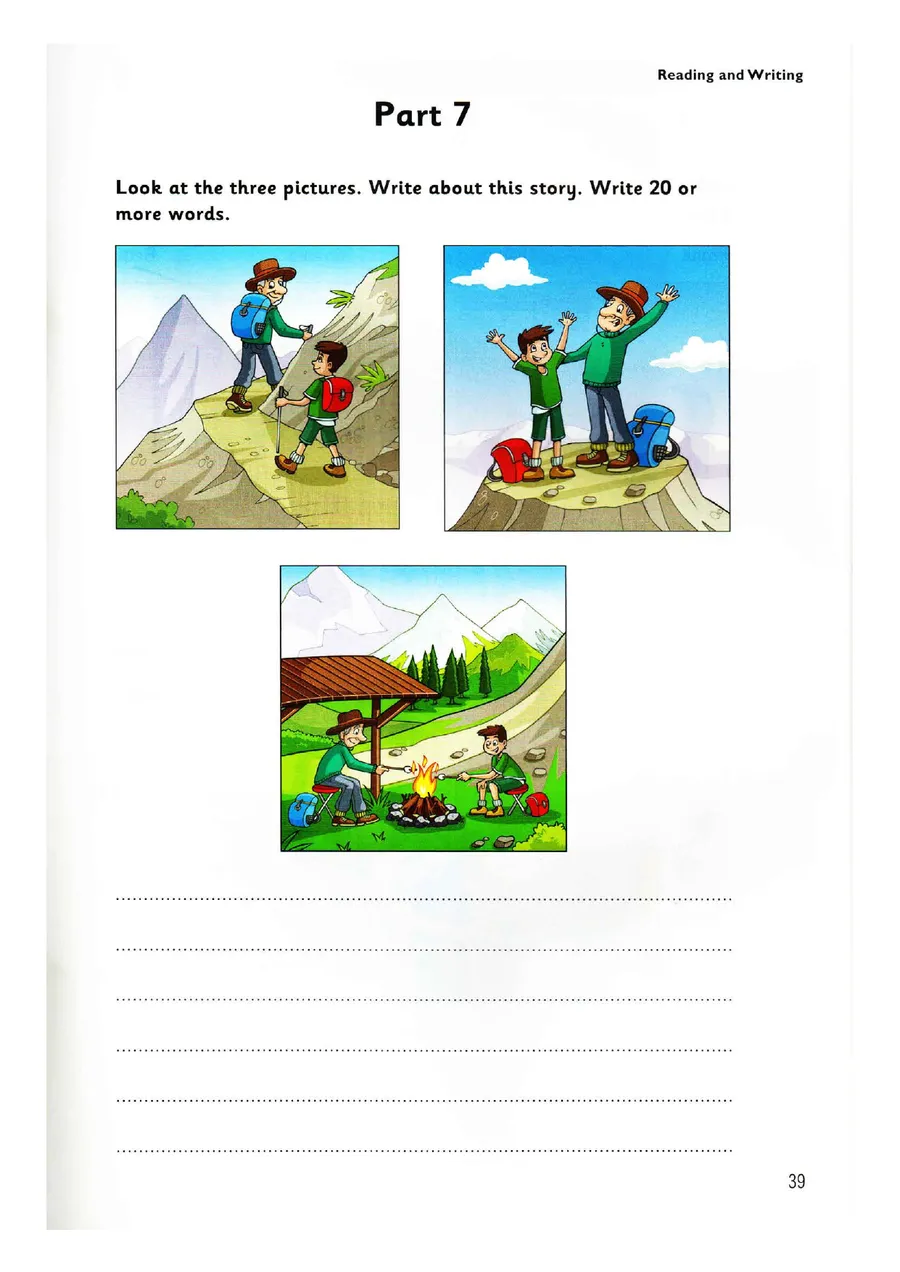 Reading and Writing
Part 7
Look at the three pictures. Write about this story. Write 20 or
more words.
39